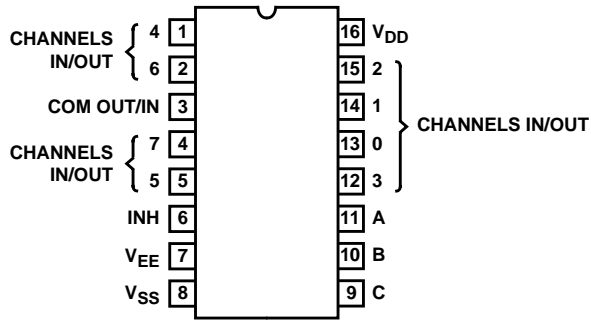 CHANNELS IN/OUT
4 1
6 2
COM OUT/IN 3
CHANNELS IN/OUT
7 4
5 5
INH 6
VEE 7
VSS 8
16 VDD
15 2
14 1
13 0
12 3
CHANNELS IN/OUT
11 A
10 B
9 C